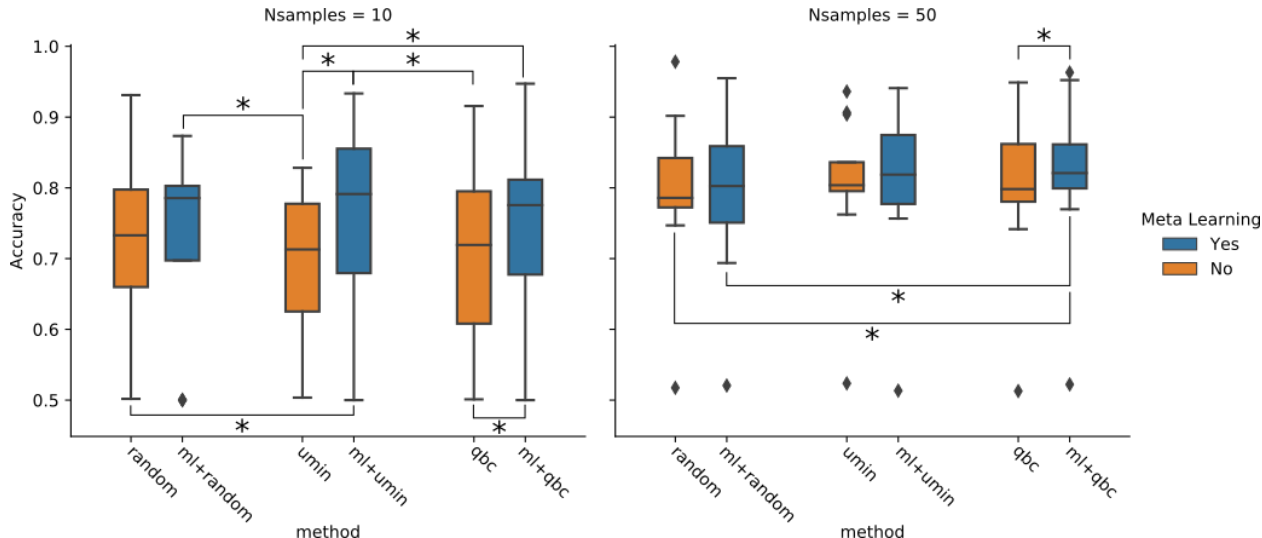 Nsamples = 10
Nsamples = 50
1.0
0.9
0.8
0.7
0.6
0.5
Accuracy
*
*
*
*
*
*
*
*
*
random
ml+random
umin
ml+umin
qbc
ml+qbc
method
random
ml+random
umin
ml+umin
qbc
ml+qbc
method
Meta Learning
Yes
No